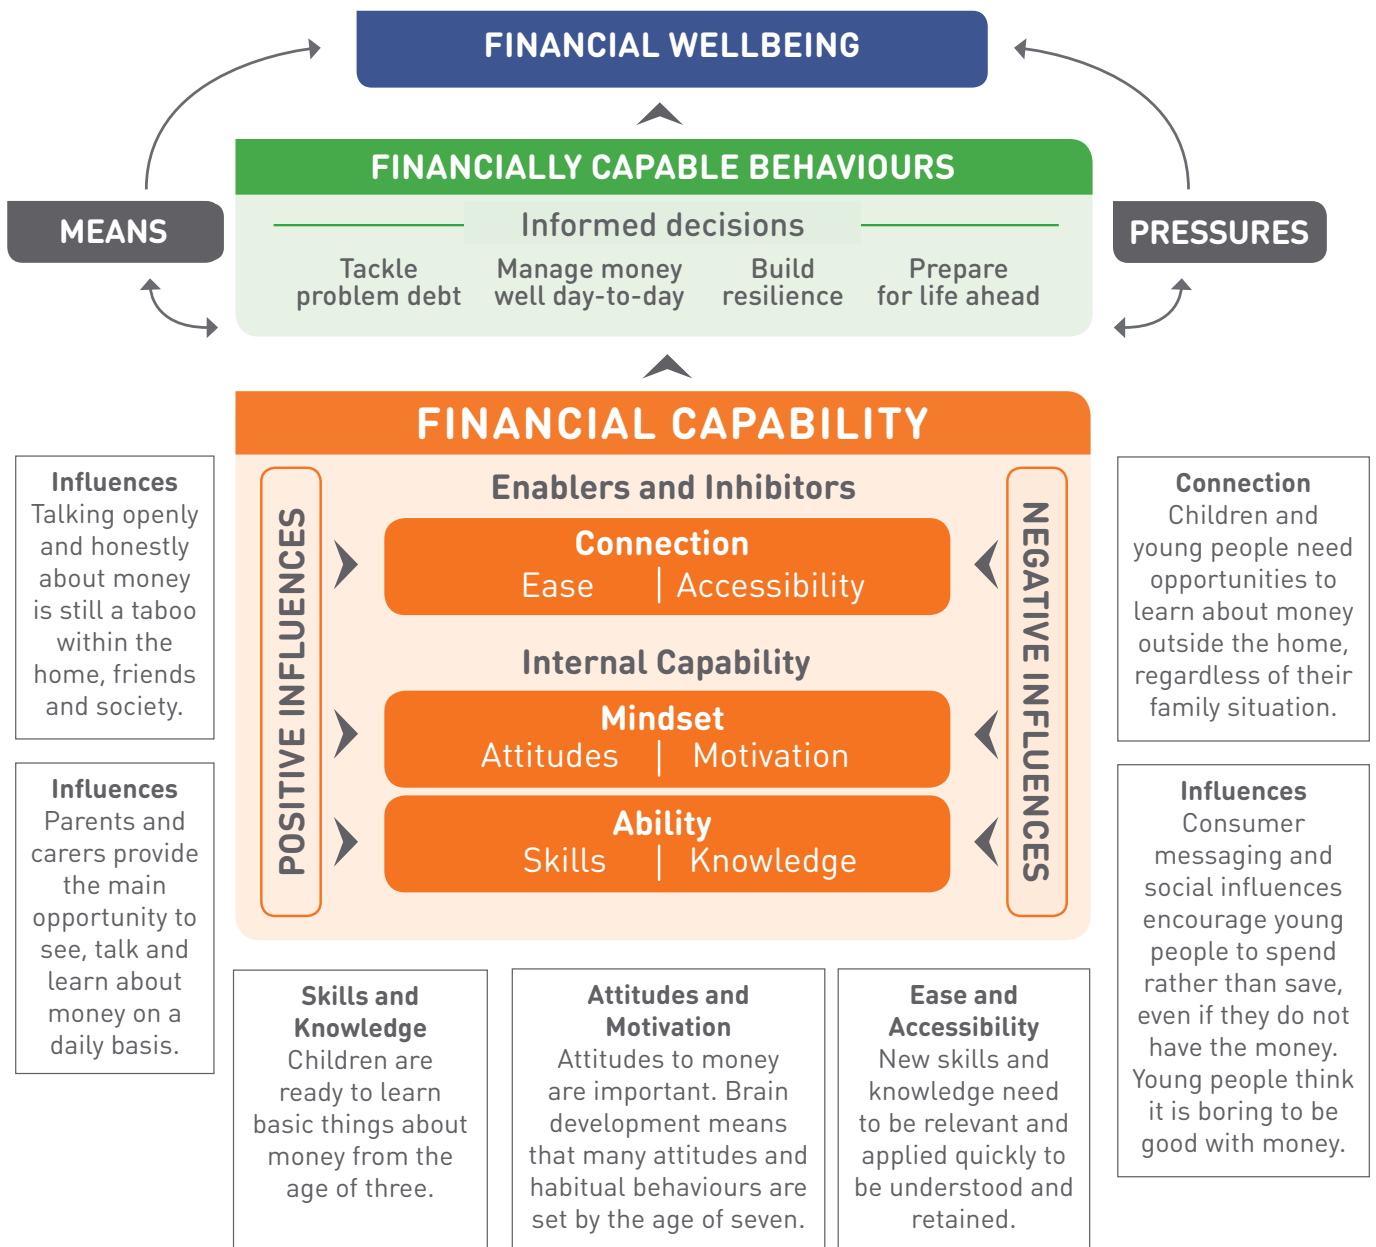 FINANCIAL WELLBEING
FINANCIALLY CAPABLE BEHAVIOURS
MEANS
Informed decisions
PRESSURES
Tackle
problem debt
Manage money
well day-to-day
Build
resilience
Prepare
for life ahead
FINANCIAL CAPABILITY
Influences
Talking openly
and honestly
about money
is still a taboo
within the
home, friends
and society.
Influences
Parents and
carers provide
the main
opportunity to
see, talk and
learn about
money on a
daily basis.
POSITIVE INFLUENCES
Enablers and Inhibitors
Connection
Ease | Accessibility
Internal Capability
Mindset
Attitudes | Motivation
Ability
Skills | Knowledge
NEGATIVE INFLUENCES
Connection
Children and
young people need
opportunities to
learn about money
outside the home,
regardless of their
family situation.
Influences
Consumer
messaging and
social influences
encourage young
people to spend
rather than save,
even if they do not
have the money.
Young people think
it is boring to be
good with money.
Skills and
Knowledge
Children are
ready to learn
basic things about
money from the
age of three.
Attitudes and
Motivation
Attitudes to money
are important. Brain
development means
that many attitudes and
habitual behaviours are
set by the age of seven.
Ease and
Accessibility
New skills and
knowledge need
to be relevant and
applied quickly to
be understood and
retained.